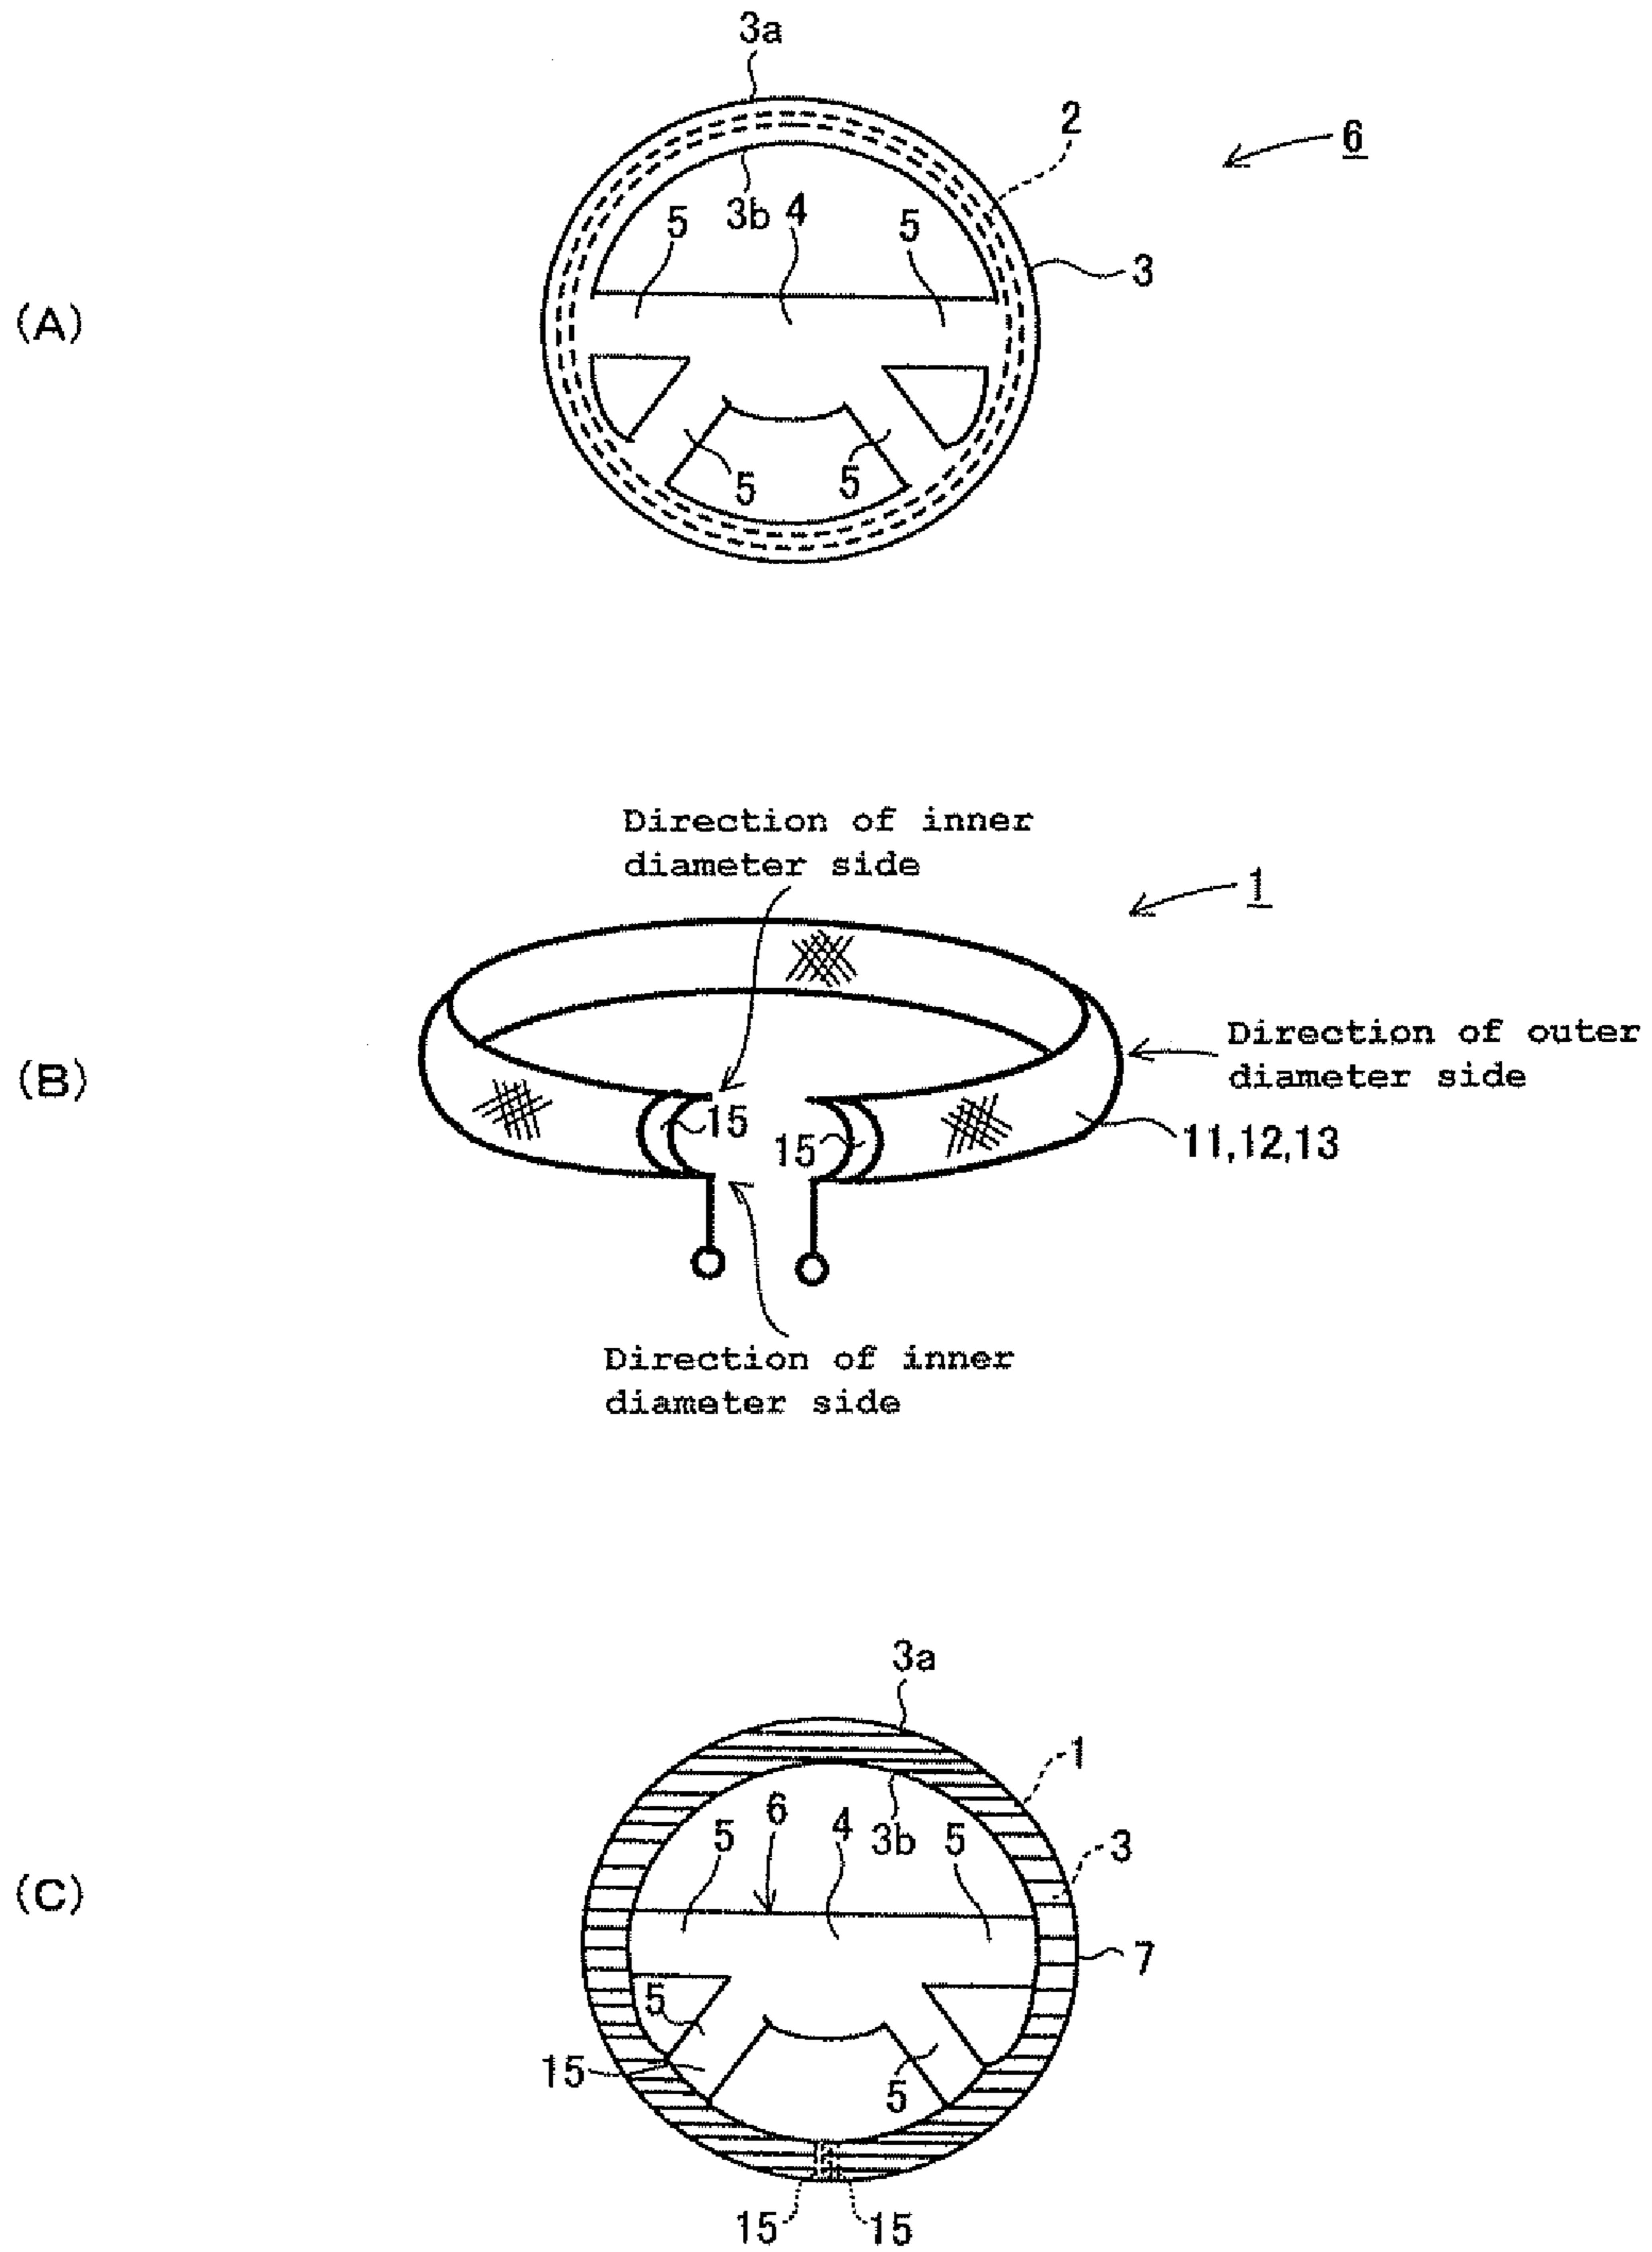 3a
2
6
3b
4
5
5
3
(A)
5
5
Direction of inner
diameter side
1
Direction of outer
diameter side
(B)
15
15
11,12,13
Direction of inner
diameter side
3a
1
6
5
4
3b
5
3
(C)
7
5
15
5
15
15